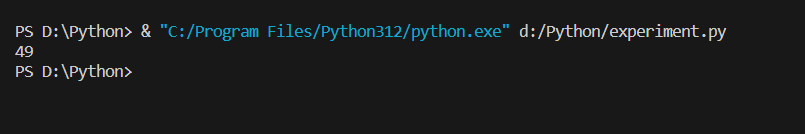 PS D:\Python> & "C:/Program Files/Python312/python.exe" d:/Python/experiment.py
49
PS D:\Python>